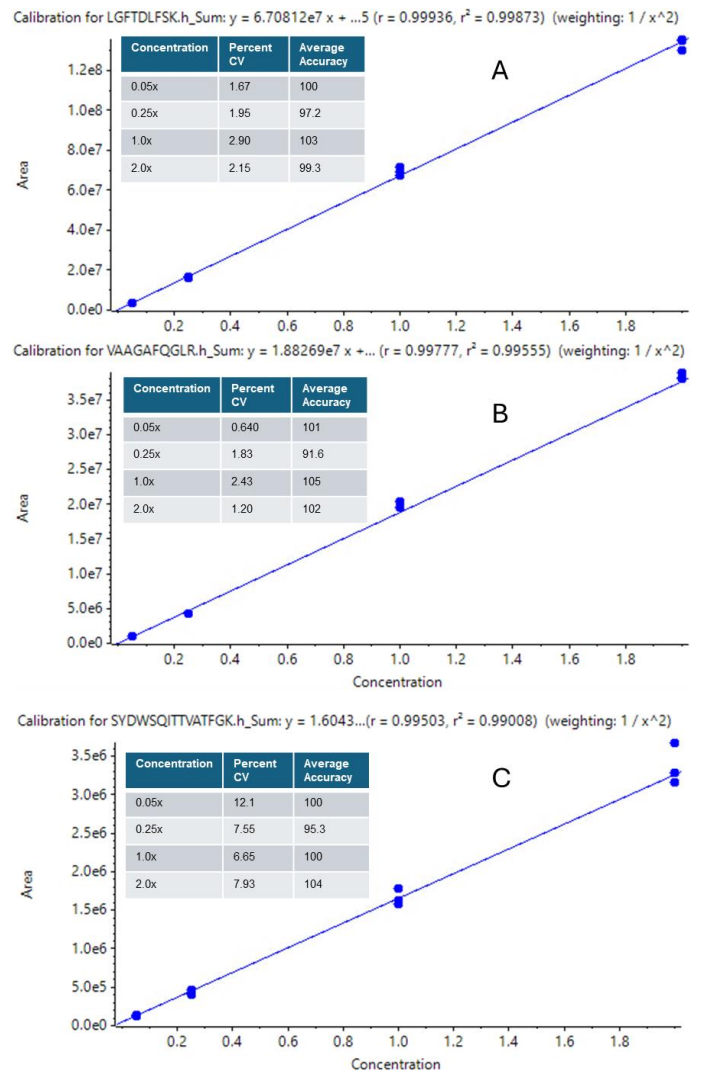 Calibration for LGFTDLFSK.h_Sum: y = 6.70812e7 x + ...5 (r = 0.99936, r² = 0.99873) (weighting: 1 / x^2)
A
Concentration Percent CV Average Accuracy
0.05x 1.67 100
0.25x 1.95 97.2
1.0x 2.90 103
2.0x 2.15 99.3
Area
1.2e8
1.0e8
8.0e7
6.0e7
4.0e7
2.0e7
0.0e0
0.2 0.4 0.6 0.8 1.0 1.2 1.4 1.6 1.8
Calibration for VAAGAFQGLR.h_Sum: y = 1.88269e7 x +... (r = 0.99777, r² = 0.99555) (weighting: 1 / x^2)
B
Concentration Percent CV Average Accuracy
0.05x 0.640 101
0.25x 1.83 91.6
1.0x 2.43 105
2.0x 1.20 102
Area
3.5e7
3.0e7
2.5e7
2.0e7
1.5e7
1.0e7
5.0e6
0.0e0
0.2 0.4 0.6 0.8 1.0 1.2 1.4 1.6 1.8
Concentration
Calibration for SYDWSQITTVATFGK.h_Sum: y = 1.6043...(r = 0.99503, r² = 0.99008) (weighting: 1 / x^2)
C
Concentration Percent CV Average Accuracy
0.05x 12.1 100
0.25x 7.55 95.3
1.0x 6.65 100
2.0x 7.93 104
Area
3.5e6
3.0e6
2.5e6
2.0e6
1.5e6
1.0e6
5.0e5
0.0e0
0.2 0.4 0.6 0.8 1.0 1.2 1.4 1.6 1.8
Concentration